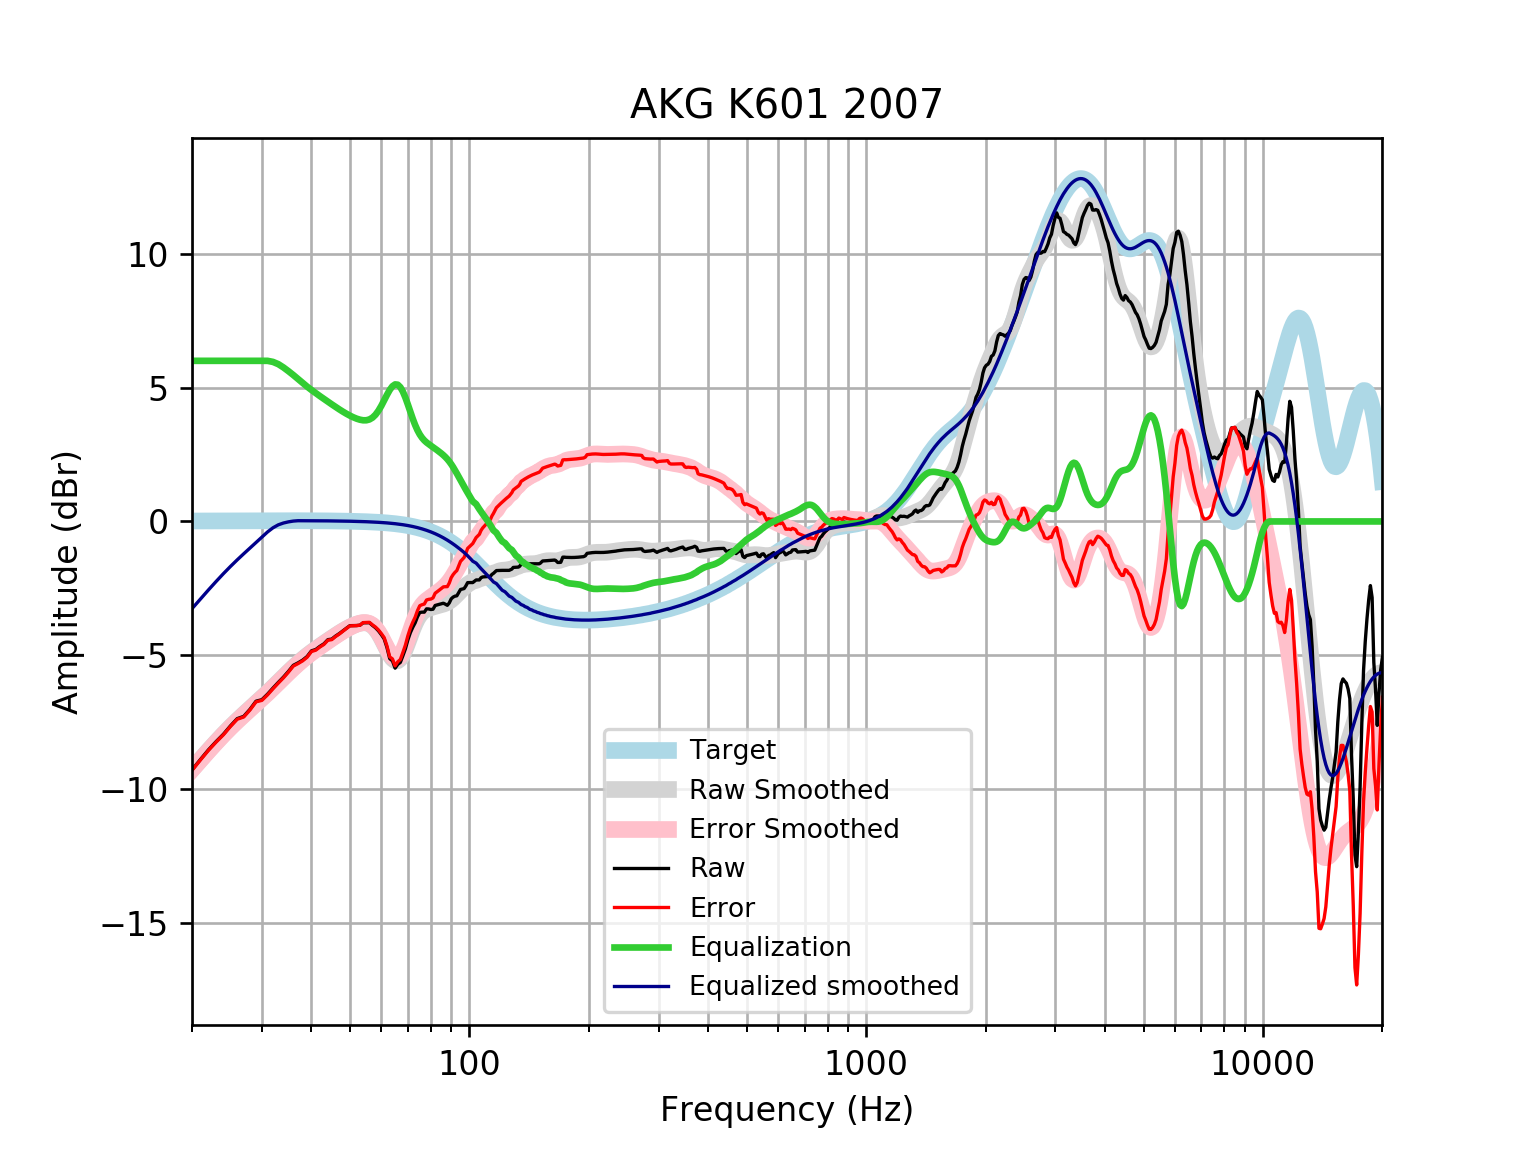 AKG K601 2007
Amplitude (dBr)
10
5
0
−5
−10
−15
Target
Raw Smoothed
Error Smoothed
Raw
Error
Equalization
Equalized smoothed
100 1000 10000
Frequency (Hz)